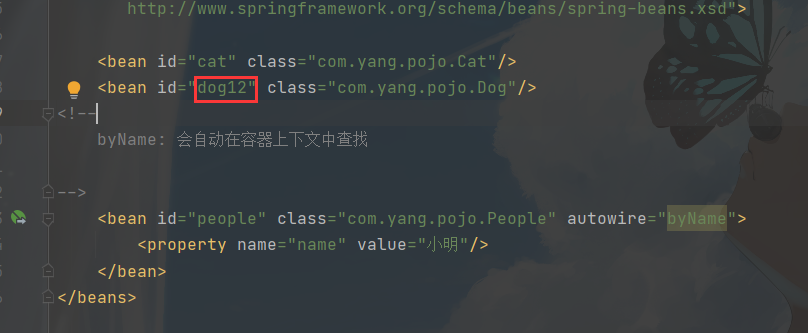 http://www.springframework.org/schema/beans/spring-beans.xsd">
<bean id="cat" class="com.yang.pojo.Cat"/>
<bean id="dog12" class="com.yang.pojo.Dog"/>
<!--
byName: 会自动在容器上下文中查找
-->
<bean id="people" class="com.yang.pojo.People" autowire="byName">
<property name="name" value="小明"/>
</bean>
</beans>